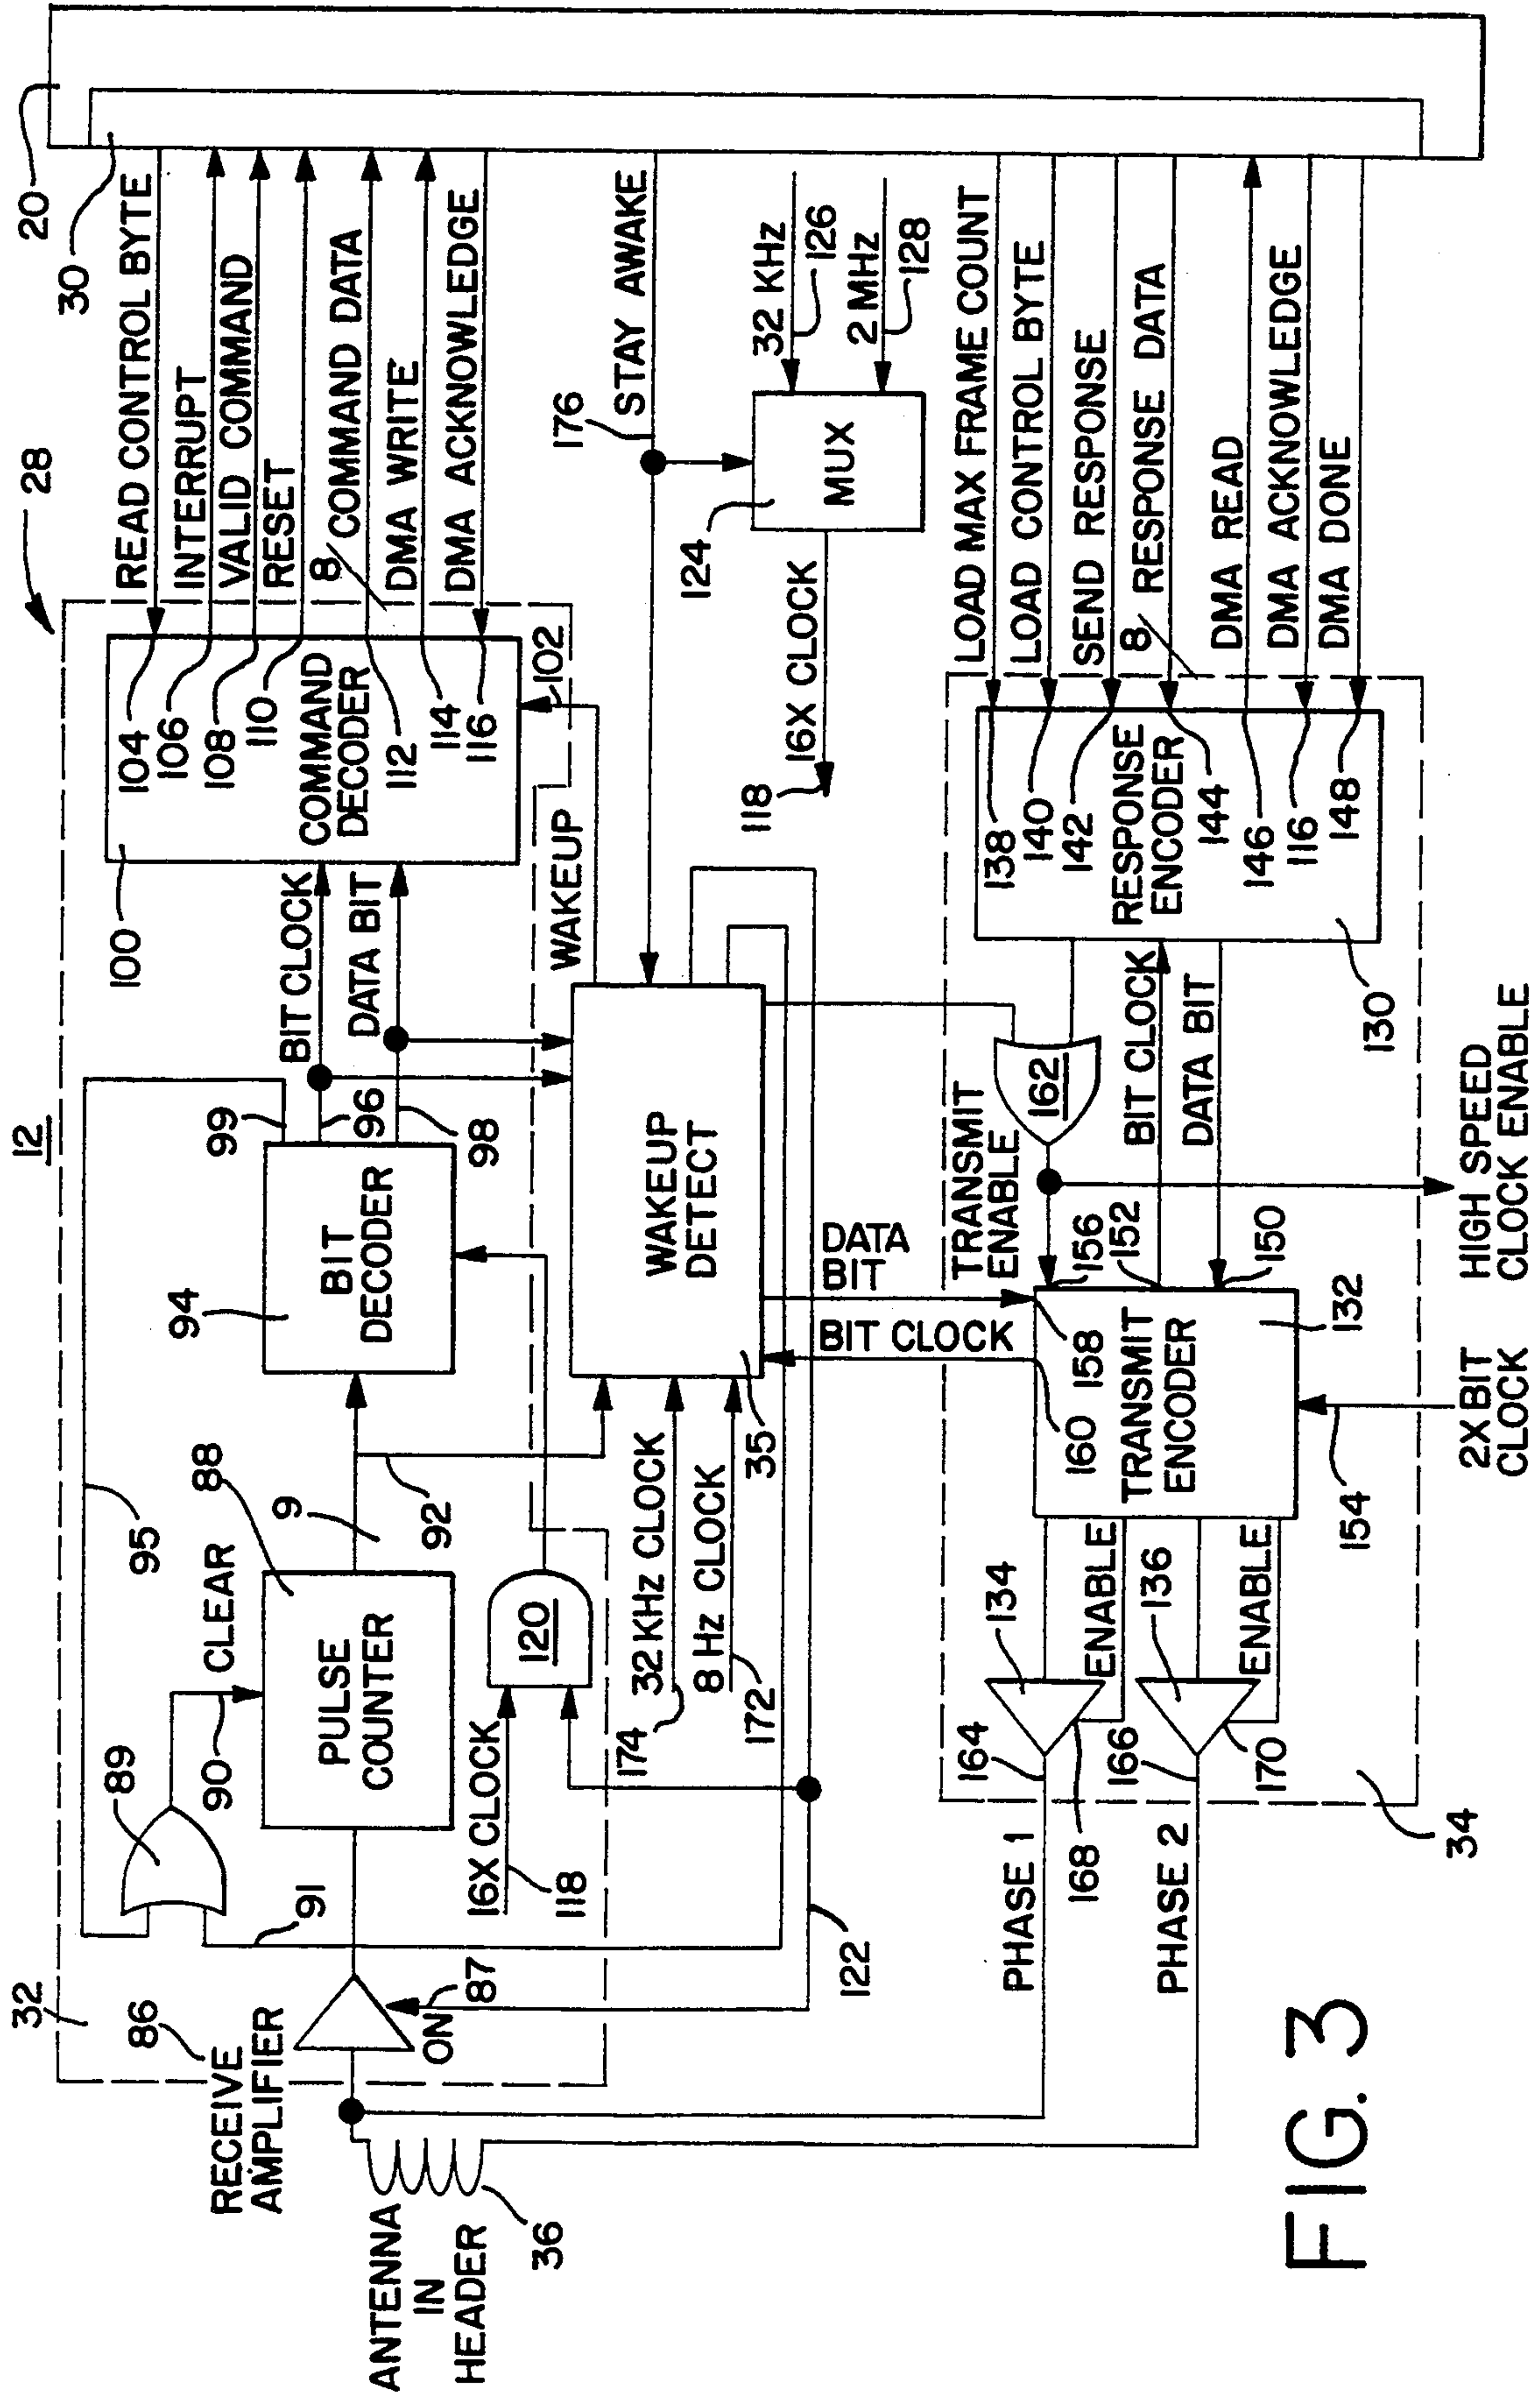 12
28
20
30
32
86
RECEIVE
AMPLIFIER
ON
87
89
90
CLEAR
91
95
88
PULSE
COUNTER
9
92
94
BIT
DECODER
99
96
98
BIT CLOCK
DATA BIT
100
COMMAND
DECODER
102
104
106
108
110
112
114
116
READ CONTROL BYTE
INTERRUPT
VALID COMMAND
RESET
8
COMMAND DATA
DMA WRITE
DMA ACKNOWLEDGE
ANTENNA
IN
HEADER
36
16X CLOCK
118
120
122
174
32 KHz CLOCK
8 Hz CLOCK
172
WAKEUP
DETECT
35
WAKEUP
176
STAY AWAKE
124
MUX
32 KHz
126
2 MHz
128
16X CLOCK
118
DATA
BIT
BIT CLOCK
PHASE 1
PHASE 2
164
166
168
170
134
136
ENABLE
ENABLE
34
TRANSMIT
ENCODER
132
158
160
156
152
150
154
2X BIT
CLOCK
TRANSMIT
ENABLE
162
BIT CLOCK
DATA BIT
HIGH SPEED
CLOCK ENABLE
RESPONSE
ENCODER
130
138
140
142
144
146
116
148
LOAD MAX FRAME COUNT
LOAD CONTROL BYTE
SEND RESPONSE
8
RESPONSE DATA
DMA READ
DMA ACKNOWLEDGE
DMA DONE
FIG. 3